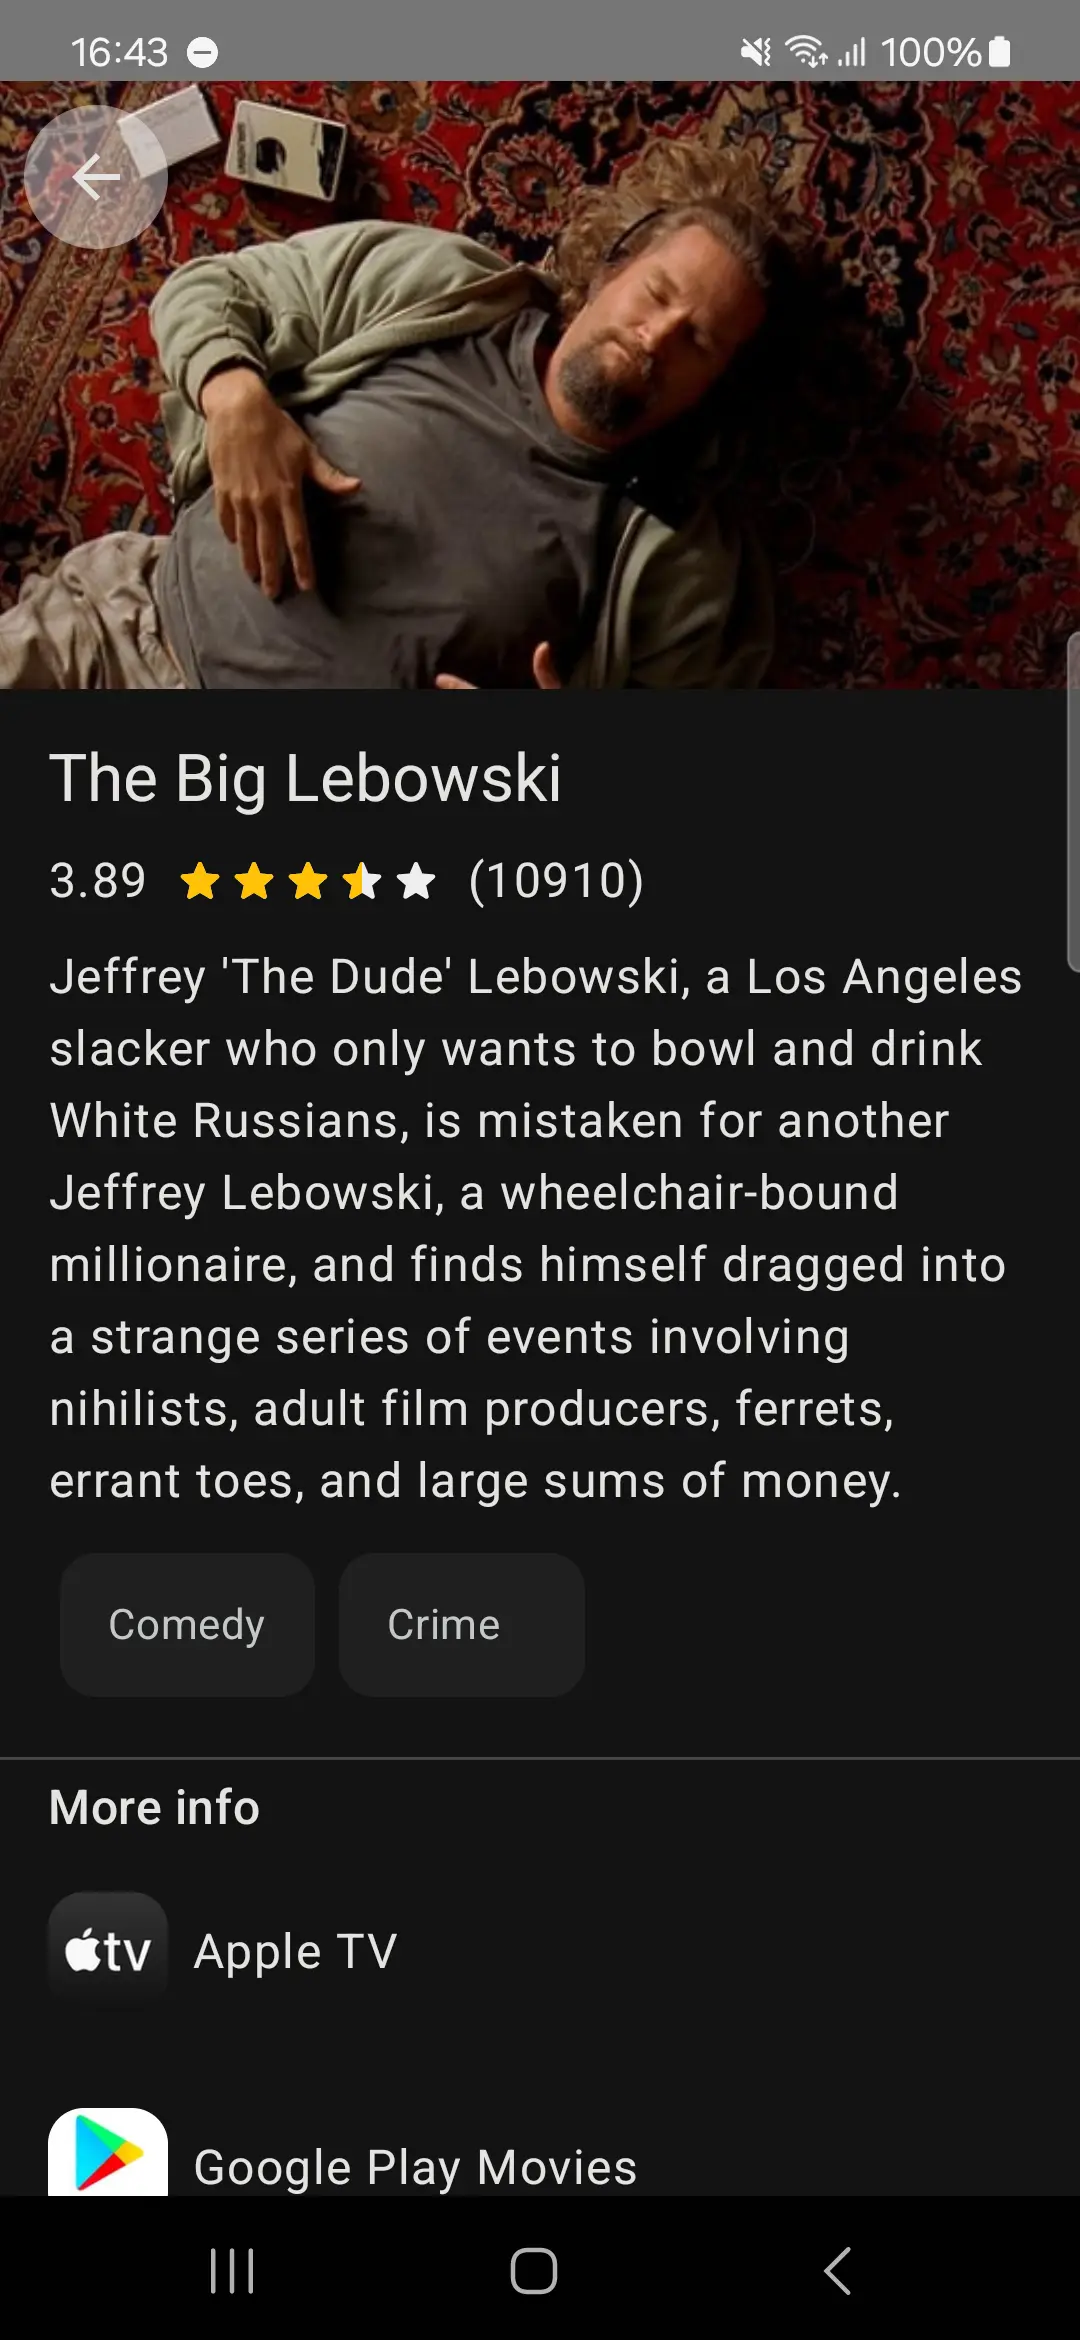 16:43
100%
The Big Lebowski
3.89 (10910)
Jeffrey 'The Dude' Lebowski, a Los Angeles
slacker who only wants to bowl and drink
White Russians, is mistaken for another
Jeffrey Lebowski, a wheelchair-bound
millionaire, and finds himself dragged into
a strange series of events involving
nihilists, adult film producers, ferrets,
errant toes, and large sums of money.
Comedy
Crime
More info
tv
Apple TV
Google Play Movies